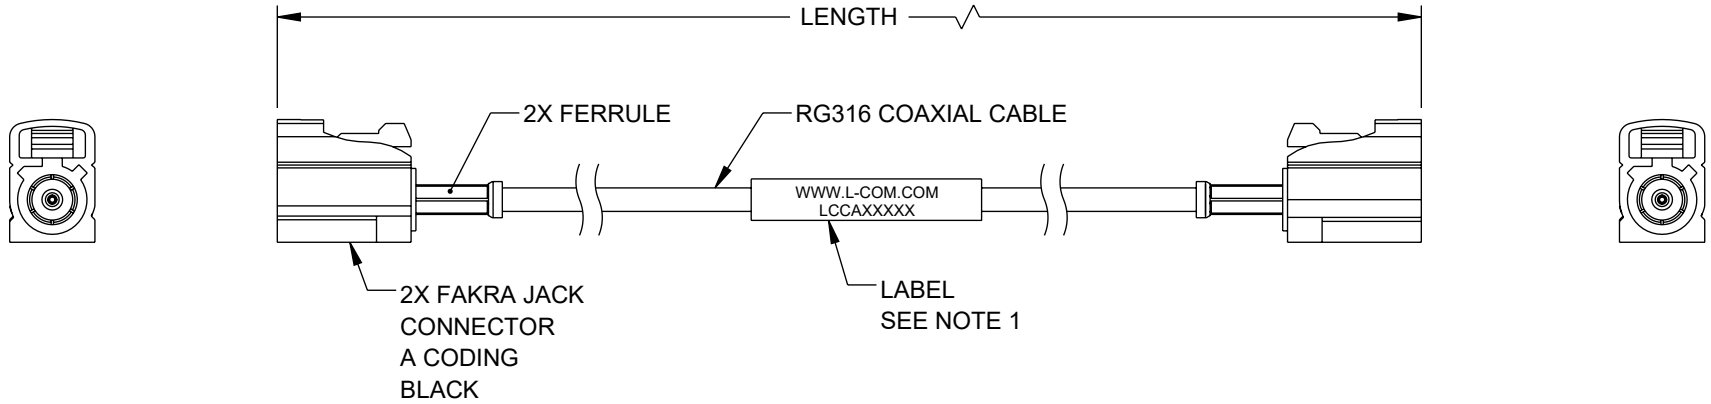 LENGTH
2X FERRULE
RG316 COAXIAL CABLE
WWW.L-COM.COM
LCCAXXXXX
2X FAKRA JACK
CONNECTOR
A CODING
BLACK
LABEL
SEE NOTE 1